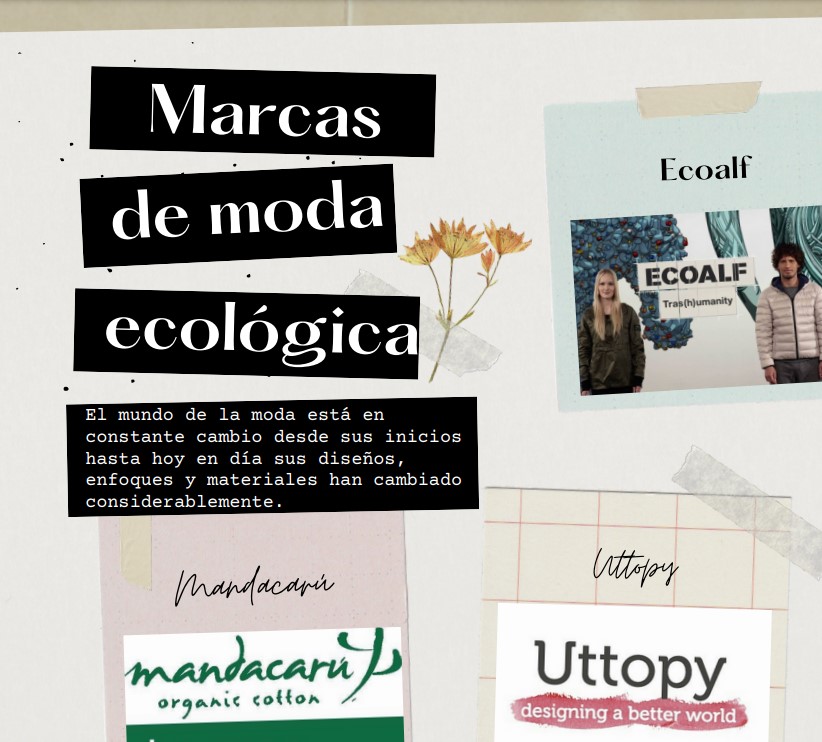 Marcas
de moda
ecológica
El mundo de la moda está en
constante cambio desde sus inicios
hasta hoy en día sus diseños,
enfoques y materiales han cambiado
considerablemente.
Ecoalf
ECOALF
Tras(h)umanity
Mandacarú
mandacarú
organic cotton
Uttopy
Uttopy
designing a better world